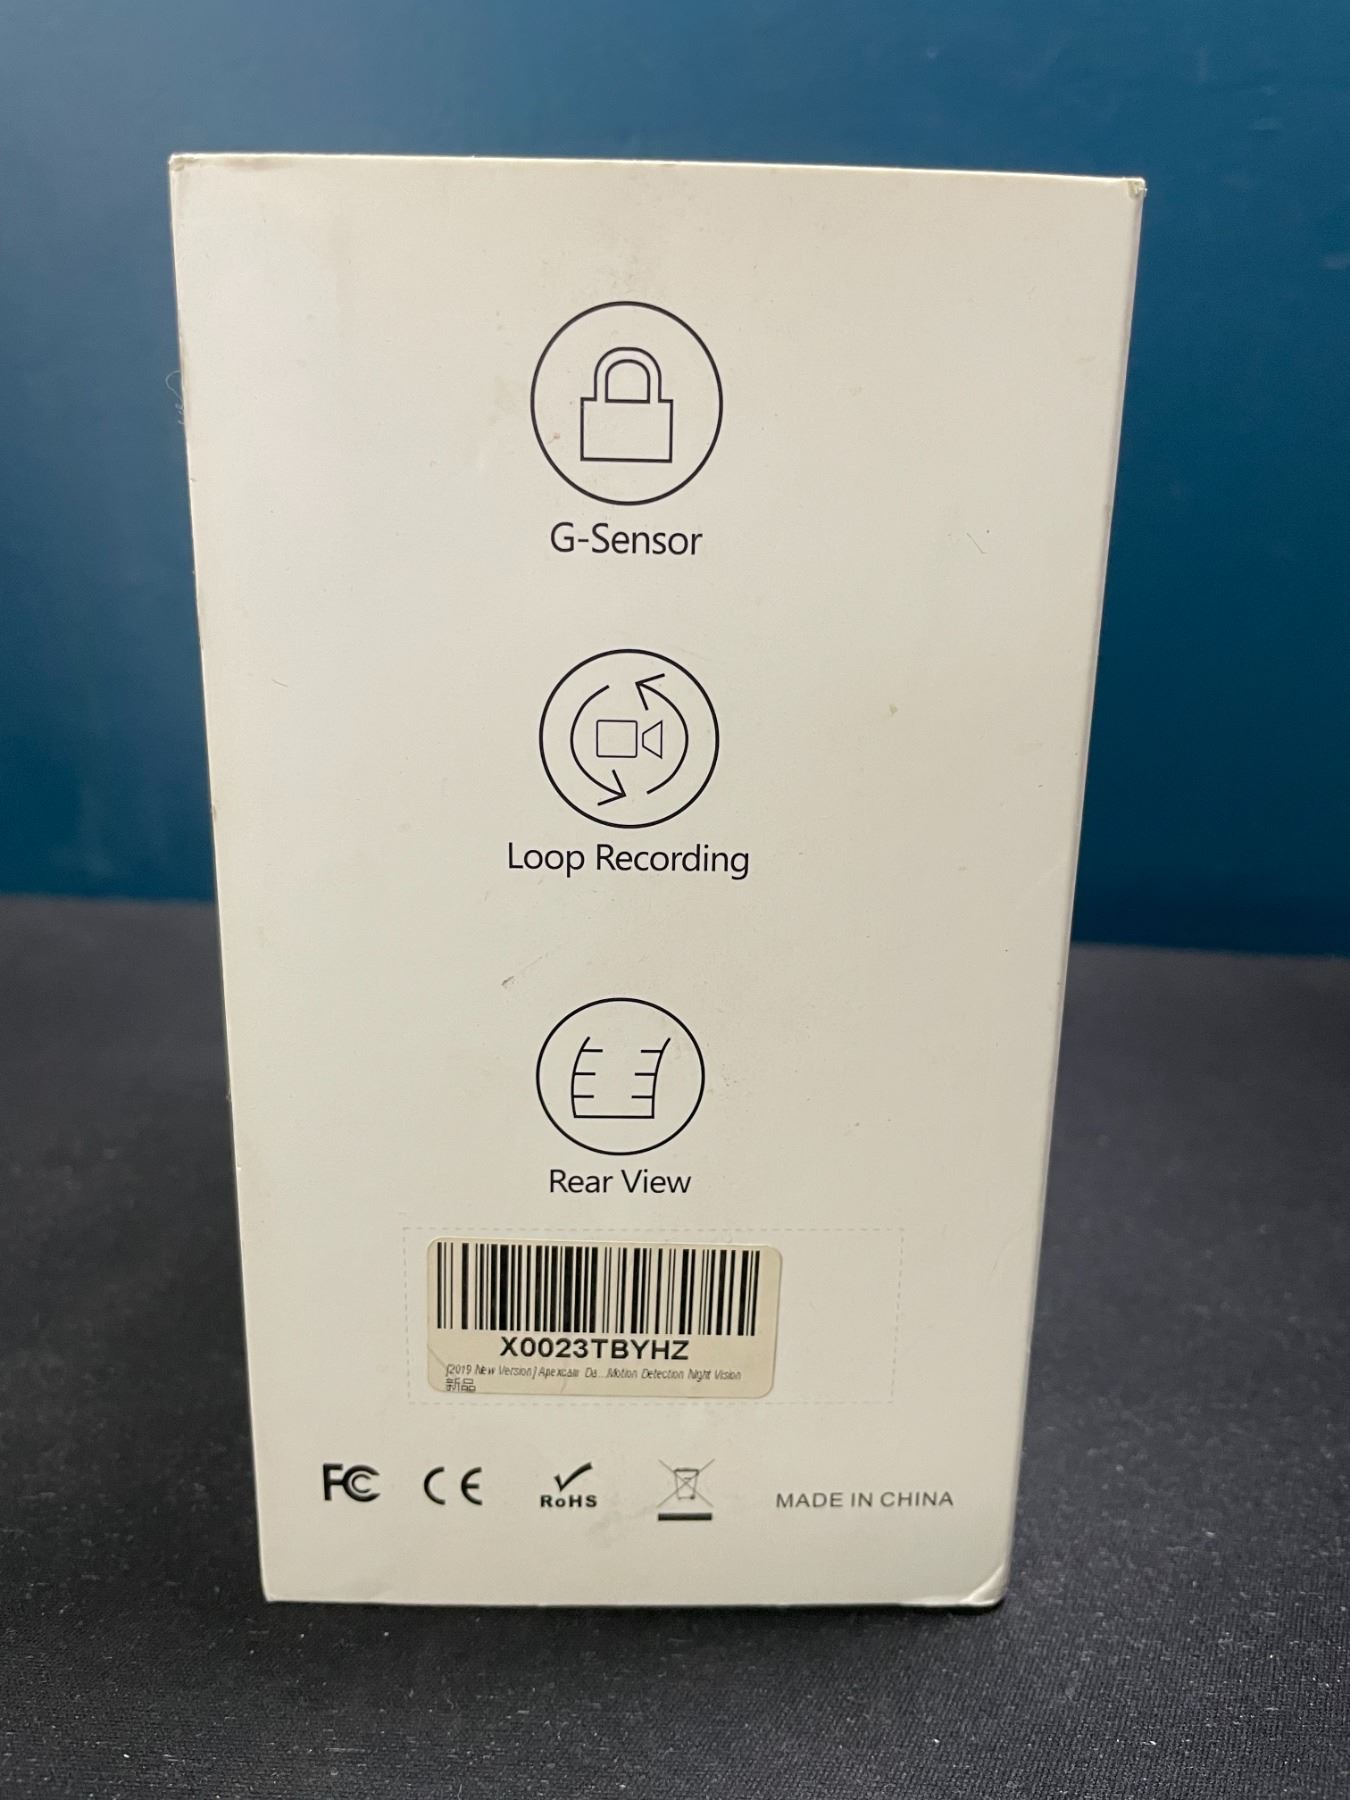 G-Sensor
Loop Recording
Rear View
X0023TBYHZ
[2019 New Version] Apexcam Da...Motion Detection Night Vision
新品
FC CE RoHS MADE IN CHINA